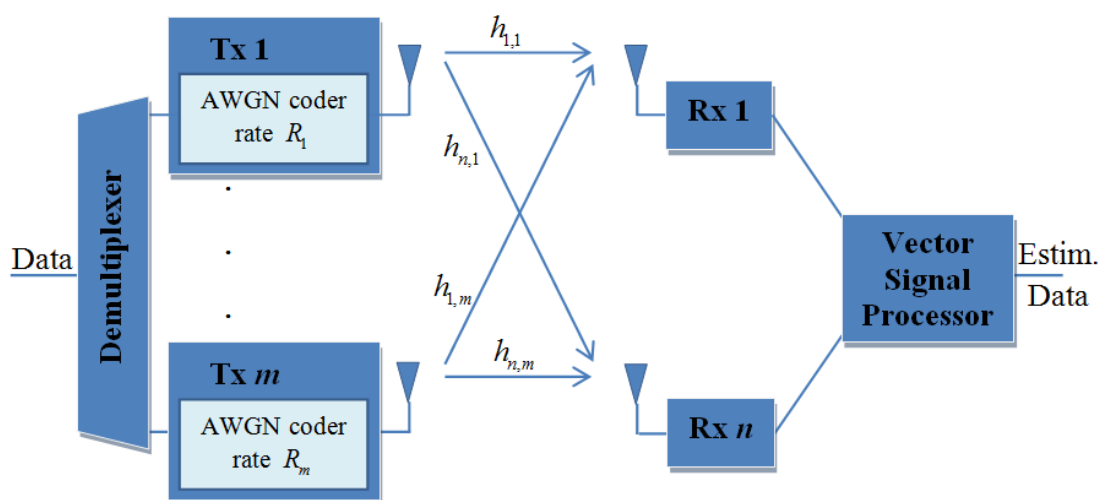 Tx 1
AWGN coder
rate R₁
h₁,₁
hₙ,₁
h₁,ₘ
hₙ,ₘ
Rx 1
Data
Demultiplexer
.
.
.
Vector
Signal
Processor
Estim.
Data
Tx m
AWGN coder
rate Rₘ
Rx n